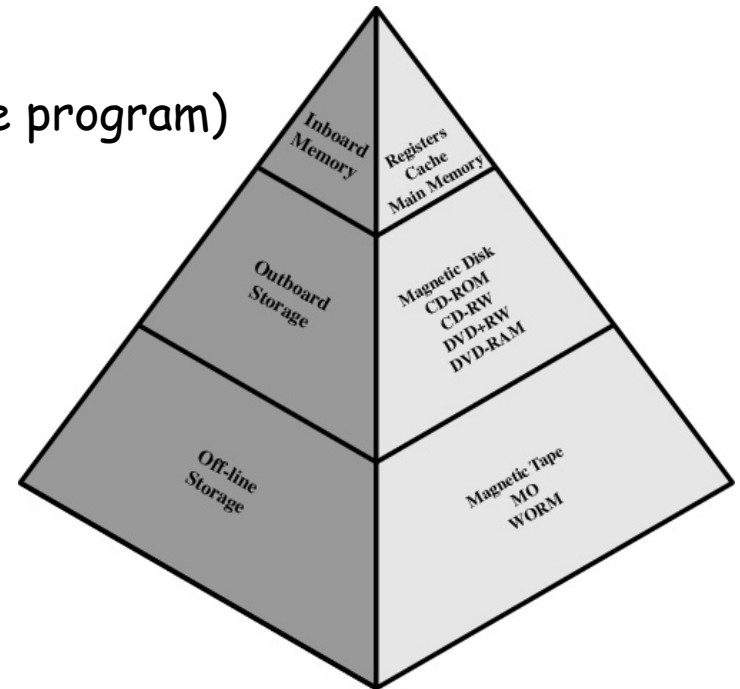 e program)
Inboard
Memory
Registers
Cache
Main Memory
Outboard
Storage
Magnetic Disk
CD-ROM
CD-RW
DVD+RW
DVD-RAM
Off-line
Storage
Magnetic Tape
MO
WORM